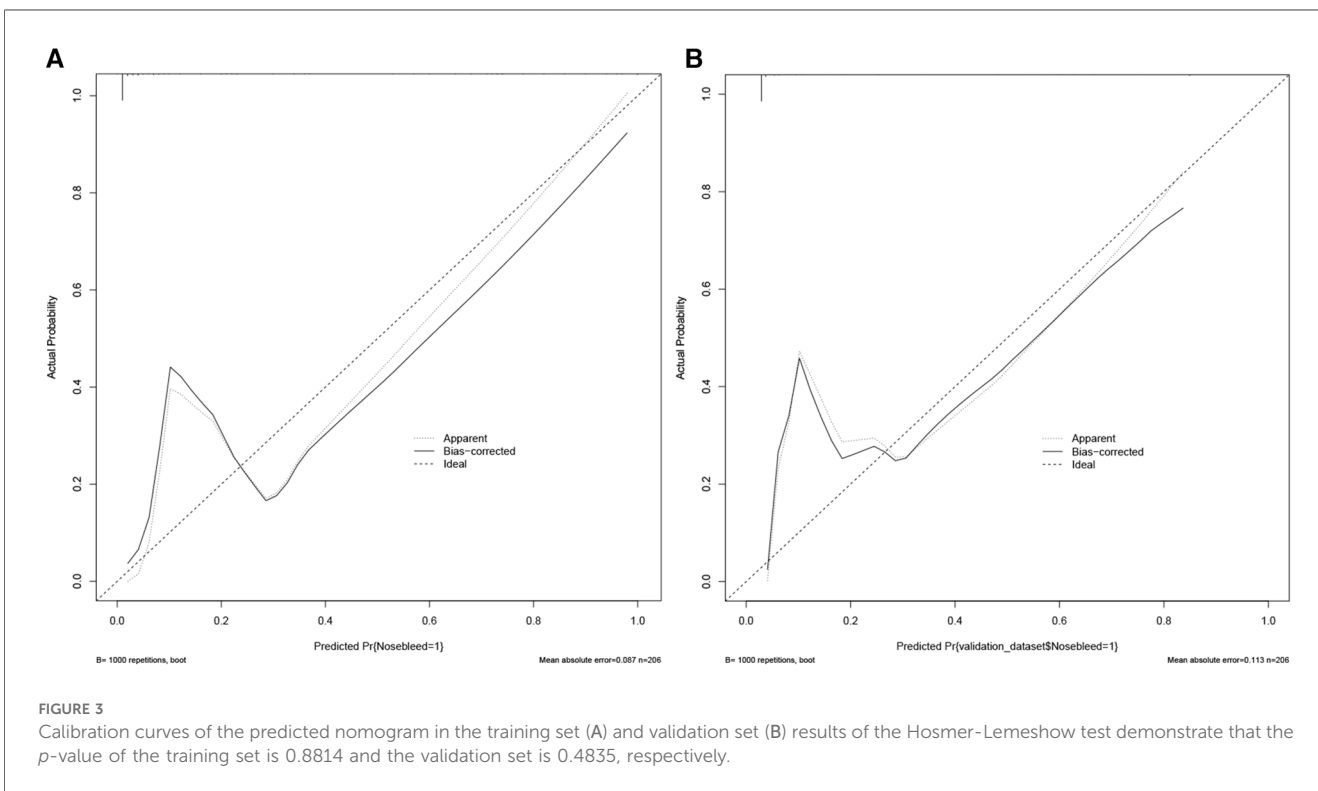 A
Actual Probability
0.0
0.2
0.4
0.6
0.8
1.0
Apparent
Bias−corrected
Ideal
0.0 0.2 0.4 0.6 0.8 1.0
Predicted Pr{Nosebleed=1}
B= 1000 repetitions, boot
Mean absolute error=0.087 n=206
B
Actual Probability
0.0
0.2
0.4
0.6
0.8
1.0
Apparent
Bias−corrected
Ideal
0.0 0.2 0.4 0.6 0.8 1.0
Predicted Pr{validation_dataset$Nosebleed=1}
B= 1000 repetitions, boot
Mean absolute error=0.113 n=206
FIGURE 3
Calibration curves of the predicted nomogram in the training set (A) and validation set (B) results of the Hosmer-Lemeshow test demonstrate that the
p-value of the training set is 0.8814 and the validation set is 0.4835, respectively.